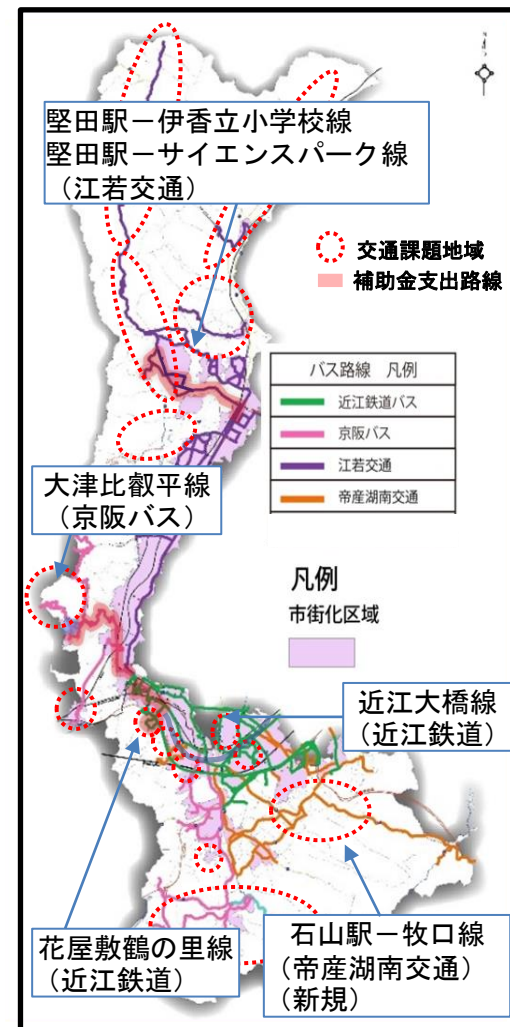 堅田駅－伊香立小学校線
堅田駅－サイエンスパーク線
（江若交通）
交通課題地域
補助金支出路線
バス路線　凡例
近江鉄道バス
京阪バス
江若交通
帝産湖南交通
大津比叡平線
（京阪バス）
凡例
市街化区域
近江大橋線
（近江鉄道）
花屋敷鶴の里線
（近江鉄道）
石山駅－牧口線
（帝産湖南交通）
（新規）